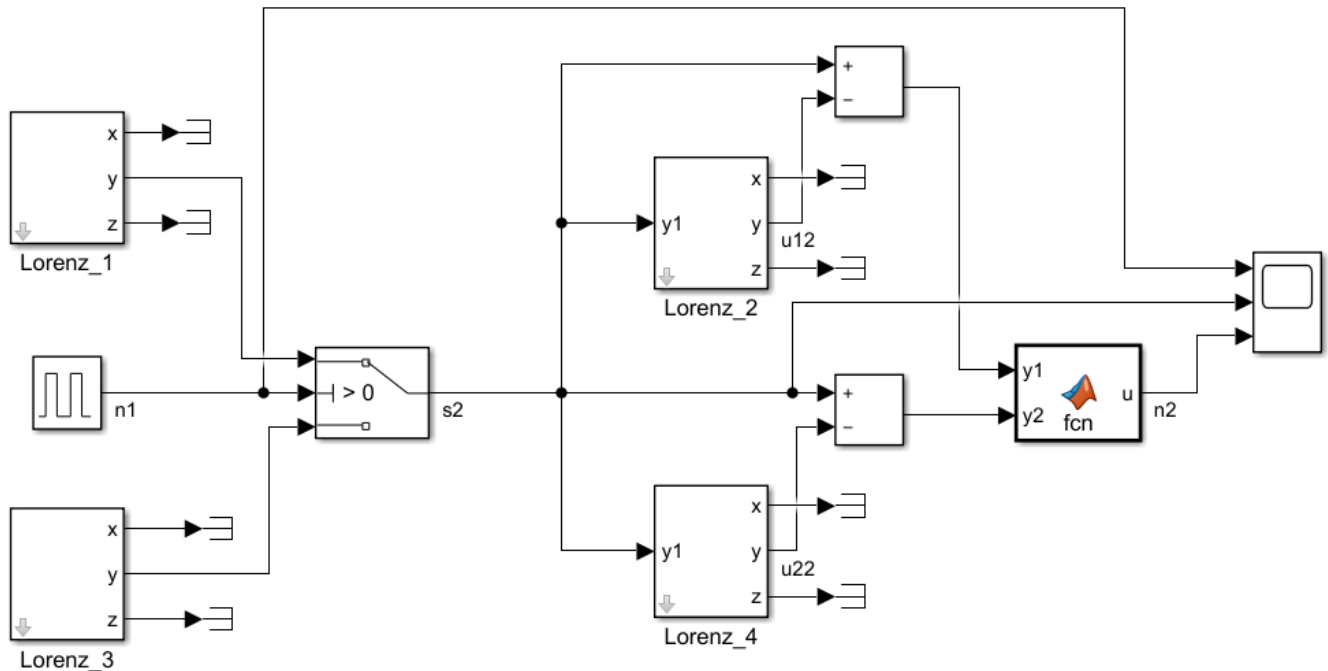 +
−
x
y
z
Lorenz_1
x
y1
y
u12
z
Lorenz_2
n1
> 0
s2
+
−
y1
y2
u
fcn
n2
x
y
z
Lorenz_3
x
y1
y
u22
z
Lorenz_4